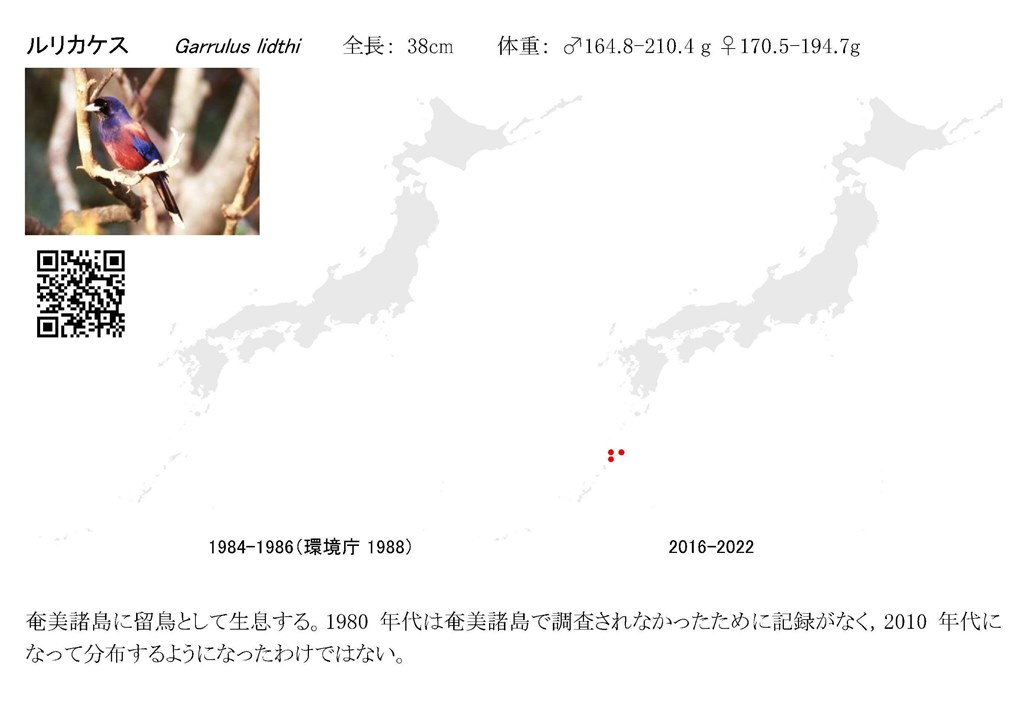 ルリカケス Garrulus lidthi 全長: 38cm 体重: ♂164.8-210.4 g ♀170.5-194.7g
1984-1986(環境庁 1988) 2016-2022
奄美諸島に留鳥として生息する。1980 年代は奄美諸島で調査されなかったために記録がなく, 2010 年代に
なって分布するようになったわけではない。